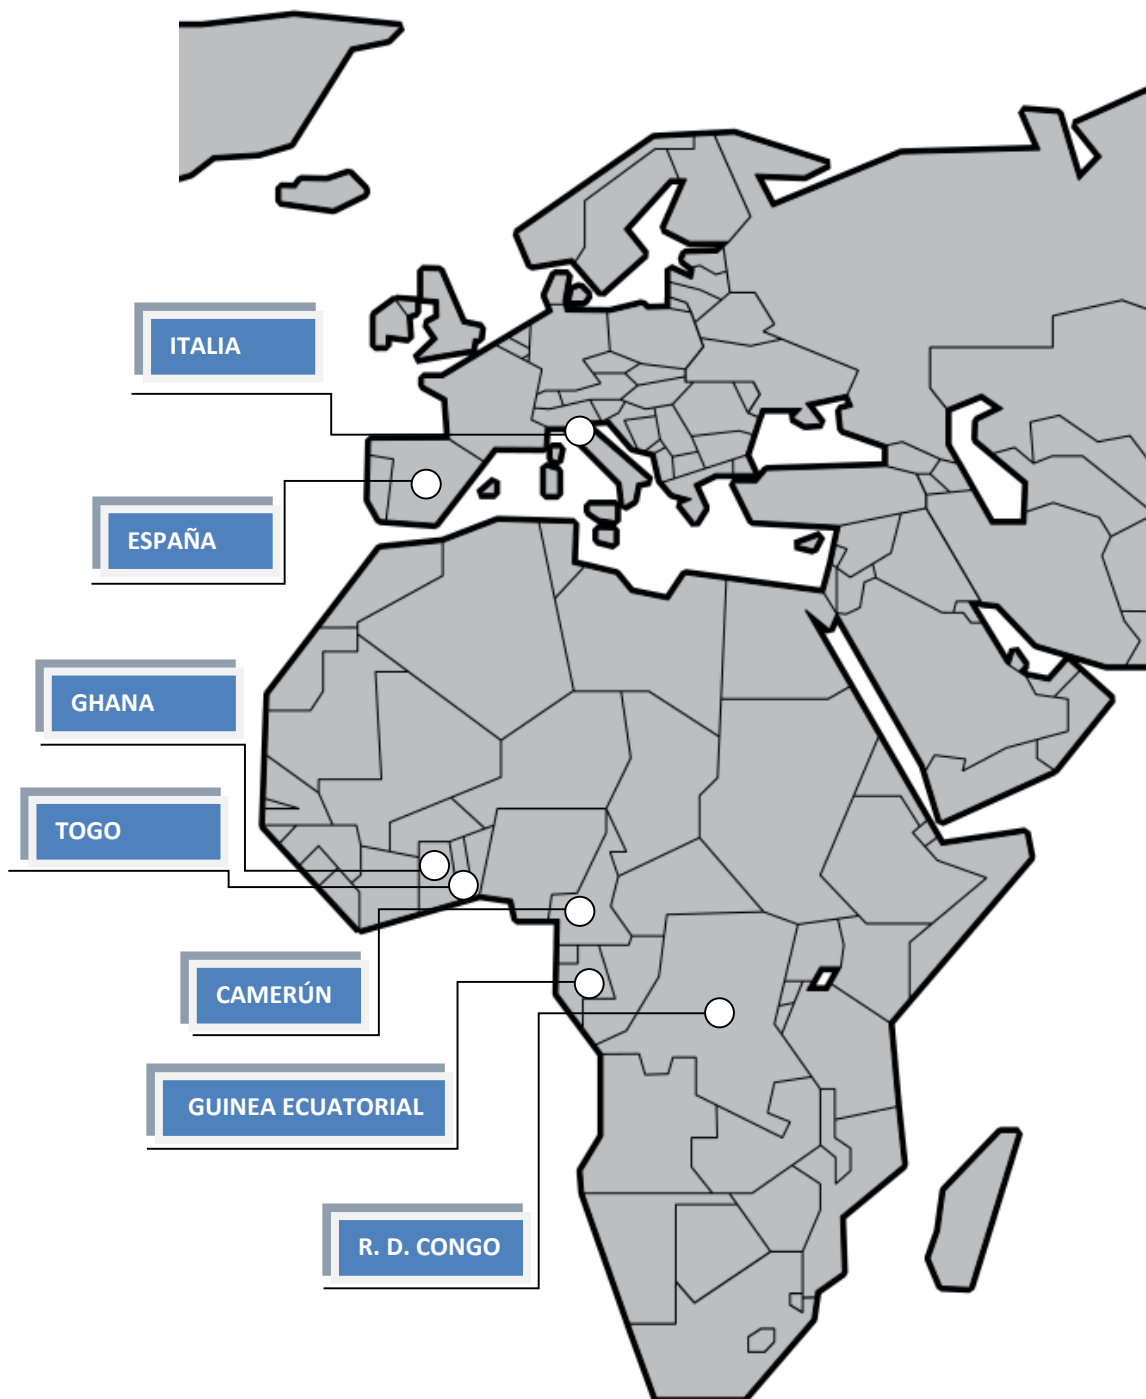 ITALIA
ESPAÑA
GHANA
TOGO
CAMERÚN
GUINEA ECUATORIAL
R. D. CONGO